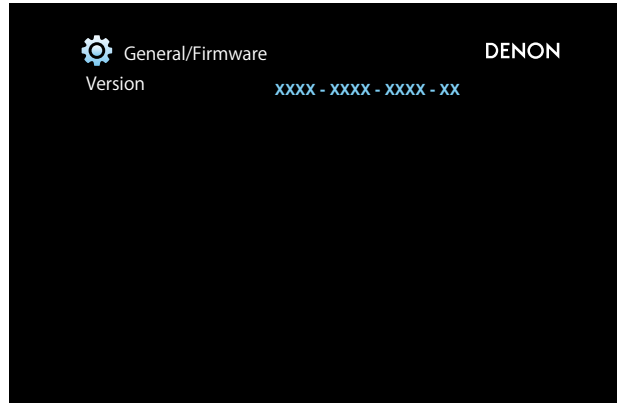 General/Firmware
DENON
Version
XXXX - XXXX - XXXX - XX